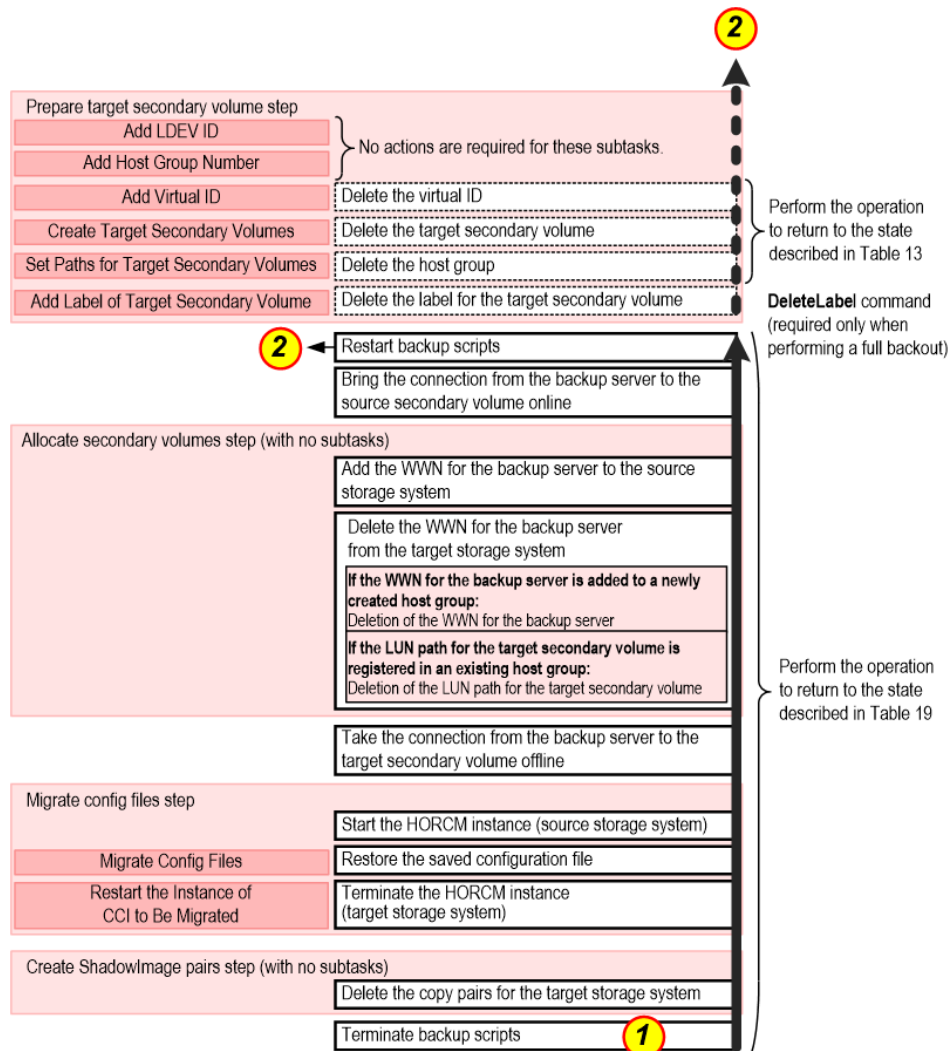 2
Prepare target secondary volume step
Add LDEV ID
Add Host Group Number
No actions are required for these subtasks.
Add Virtual ID
Delete the virtual ID
Create Target Secondary Volumes
Delete the target secondary volume
Set Paths for Target Secondary Volumes
Delete the host group
Perform the operation
to return to the state
described in Table 13
Add Label of Target Secondary Volume
Delete the label for the target secondary volume
DeleteLabel command
(required only when
performing a full backout)
2
Restart backup scripts
Bring the connection from the backup server to the
source secondary volume online
Allocate secondary volumes step (with no subtasks)
Add the WWN for the backup server to the source
storage system
Delete the WWN for the backup server
from the target storage system
If the WWN for the backup server is added to a newly
created host group:
Deletion of the WWN for the backup server
If the LUN path for the target secondary volume is
registered in an existing host group:
Deletion of the LUN path for the target secondary volume
Perform the operation
to return to the state
described in Table 19
Take the connection from the backup server to the
target secondary volume offline
Migrate config files step
Start the HORCM instance (source storage system)
Migrate Config Files
Restore the saved configuration file
Restart the Instance of
CCI to Be Migrated
Terminate the HORCM instance
(target storage system)
Create ShadowImage pairs step (with no subtasks)
Delete the copy pairs for the target storage system
Terminate backup scripts
1